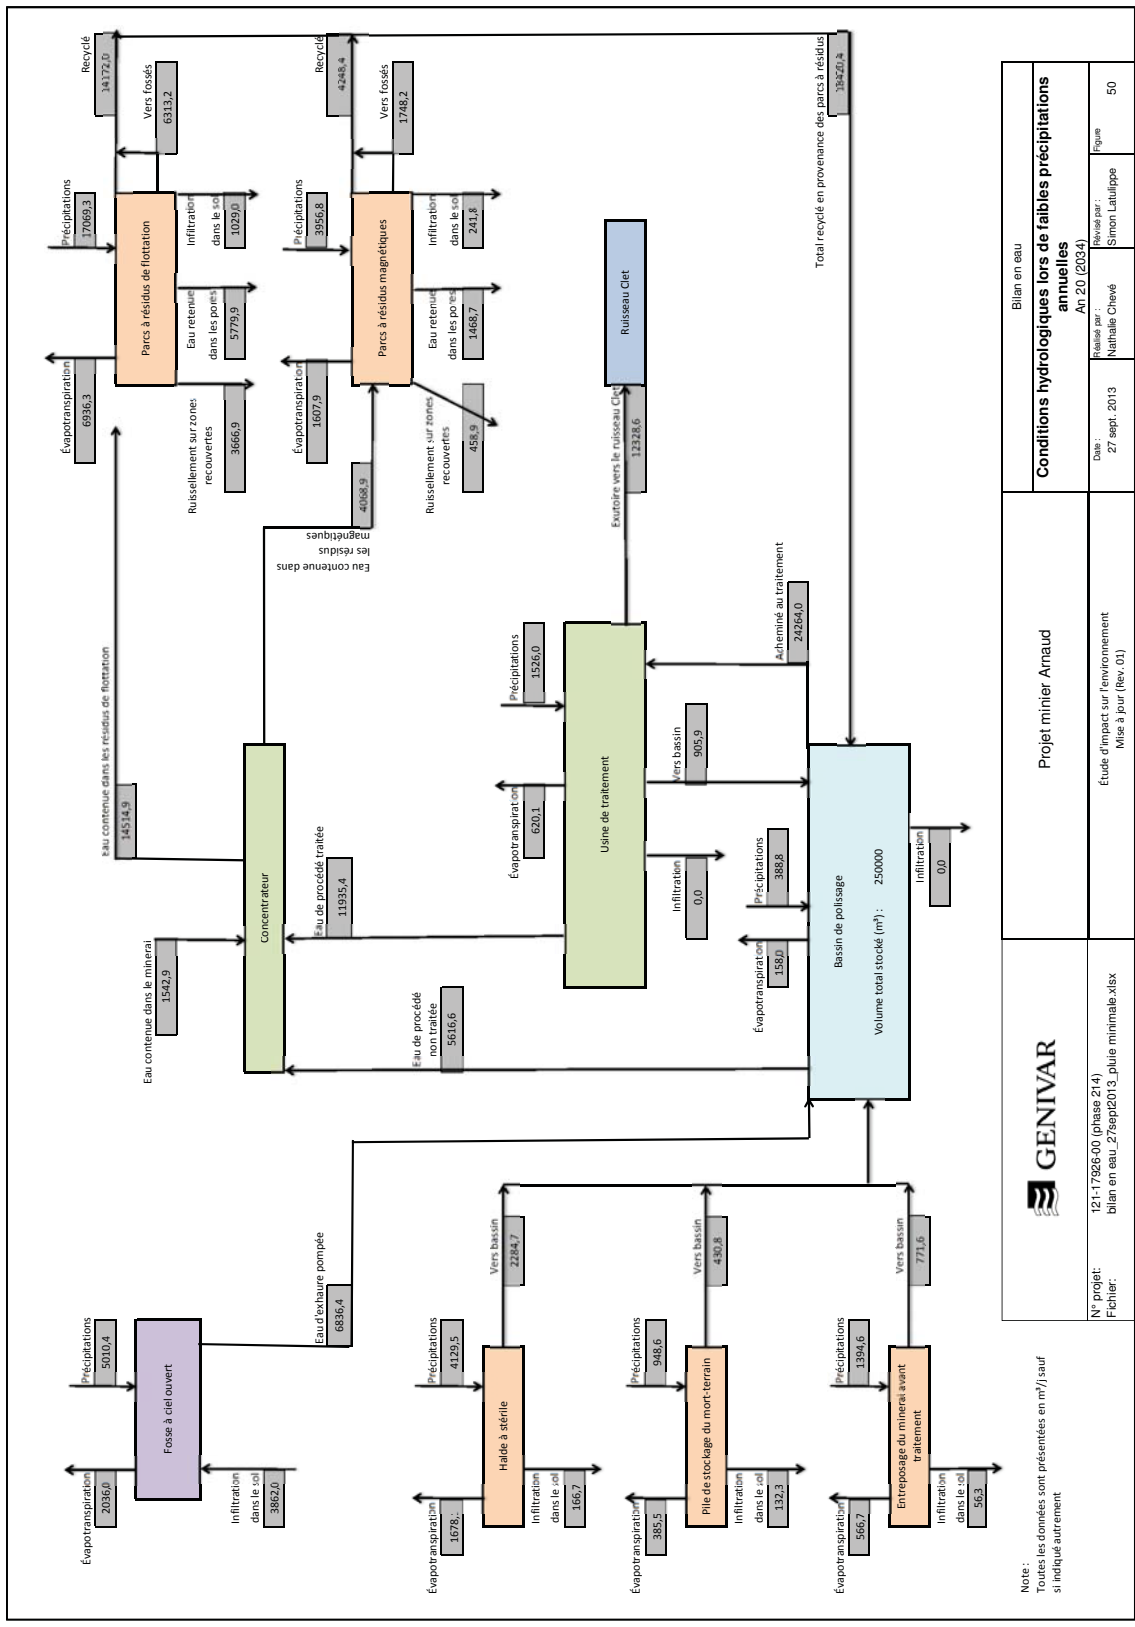 Évapotranspiration
2036,0
Précipitations
5010,4
Fosse à ciel ouvert
Infiltration
dans le sol
3862,0
Eau d'exhaure pompée
6836,4
Évapotranspiration
Précipitations
4129,5
Halde à stérile
Infiltration
dans le sol
166,7
Vers bassin
2284,7
Évapotranspiration
385,5
Précipitations
948,6
Pile de stockage du mort-terrain
Infiltration
dans le sol
132,3
Vers bassin
430,8
Évapotranspiration
566,7
Précipitations
1394,6
Entreposage du minerai avant
traitement
Infiltration
dans le sol
56,3
Vers bassin
771,6
Eau contenue dans le minerai
1542,9
Concentrateur
Eau contenue dans les résidus de flottation
14514,9
Eau contenue dans
les résidus
magnétiques
4068,9
Eau de procédé traitée
11935,4
Eau de procédé
non traitée
5616,6
Évapotranspiration
620,1
Précipitations
1526,0
Usine de traitement
Infiltration
0,0
Vers bassin
905,9
Acheminé au traitement
24264,0
Évapotranspiration
158,0
Précipitations
388,8
Bassin de polissage
Volume total stocké (m³) : 250000
Infiltration
0,0
Exutoire vers le ruisseau Clet
12328,6
Ruisseau Clet
Évapotranspiration
6936,3
Précipitations
17069,3
Parcs à résidus de flottation
Ruissellement sur zones
recouvertes
3666,9
Eau retenue
dans les pores
5779,9
Infiltration
dans le sol
1029,0
Vers fossés
6313,2
Recyclé
14172,0
Évapotranspiration
1607,9
Précipitations
3956,8
Parcs à résidus magnétiques
Ruissellement sur zones
recouvertes
458,9
Eau retenue
dans les pores
1468,7
Infiltration
dans le sol
241,8
Vers fossés
1748,2
Recyclé
4248,4
Total recyclé en provenance des parcs à résidus
18420,4
Note :
Toutes les données sont présentées en m³/j sauf
si indiqué autrement
GENIVAR
N° projet: 121-17926-00 (phase 214)
Fichier: bilan en eau_27sept2013_pluie minimale.xlsx
Projet minier Arnaud
Étude d'impact sur l'environnement
Mise à jour (Rev. 01)
Bilan en eau
Conditions hydrologiques lors de faibles précipitations
annuelles
An 20 (2034)
Date :
27 sept. 2013
Réalisé par :
Nathalie Chevé
Révisé par :
Simon Latulippe
Figure
50